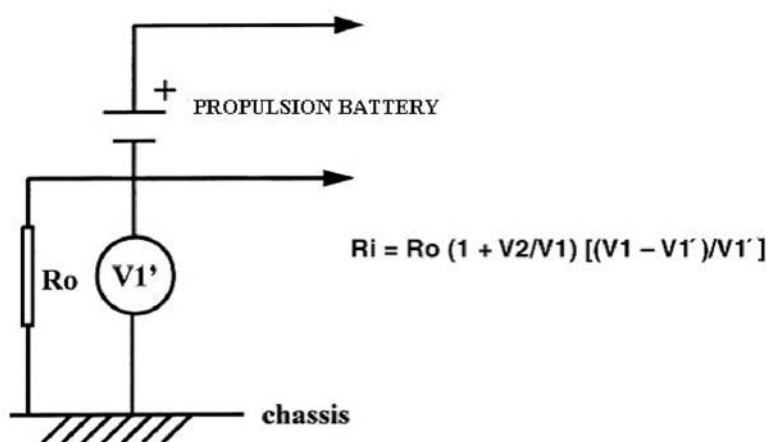 + PROPULSION BATTERY
Ro
V1’
Ri = Ro (1 + V2/V1) [(V1 – V1´)/V1´]
chassis